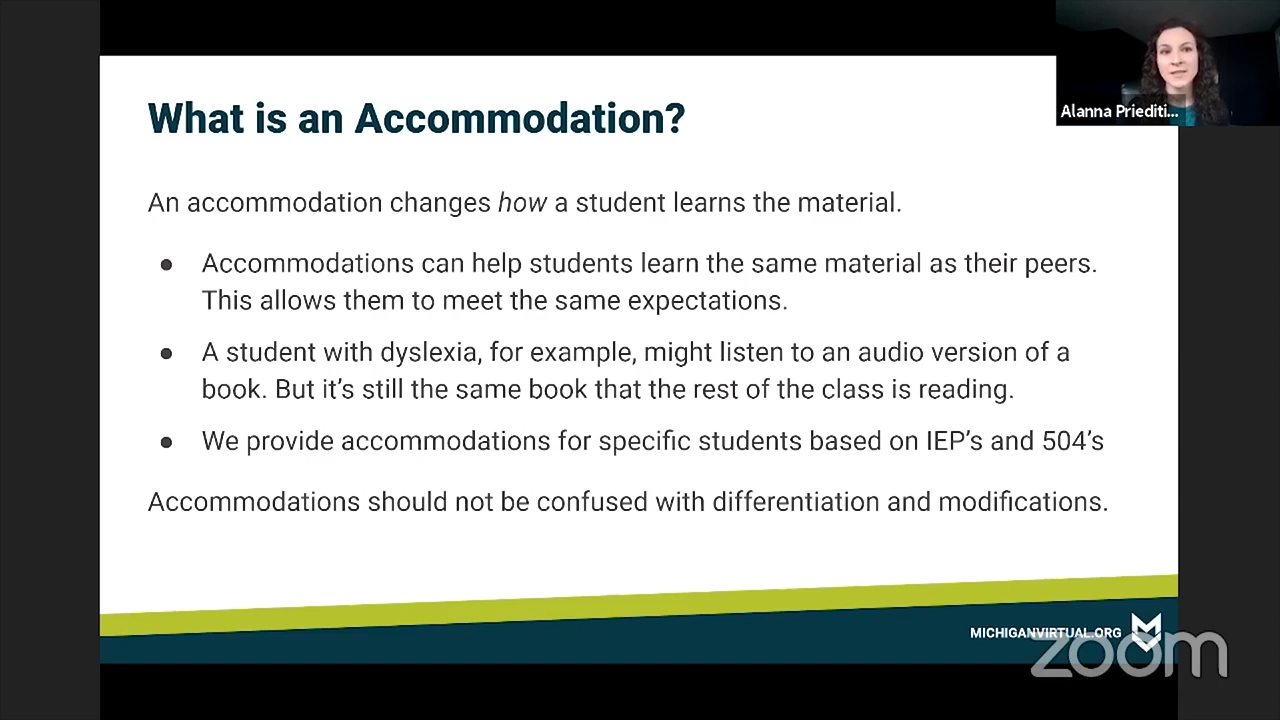 What is an Accommodation?
Alanna Priediti...
An accommodation changes how a student learns the material.
● Accommodations can help students learn the same material as their peers.
This allows them to meet the same expectations.
● A student with dyslexia, for example, might listen to an audio version of a
book. But it’s still the same book that the rest of the class is reading.
● We provide accommodations for specific students based on IEP’s and 504’s
Accommodations should not be confused with differentiation and modifications.
MICHIGANVIRTUAL.ORG
zoom